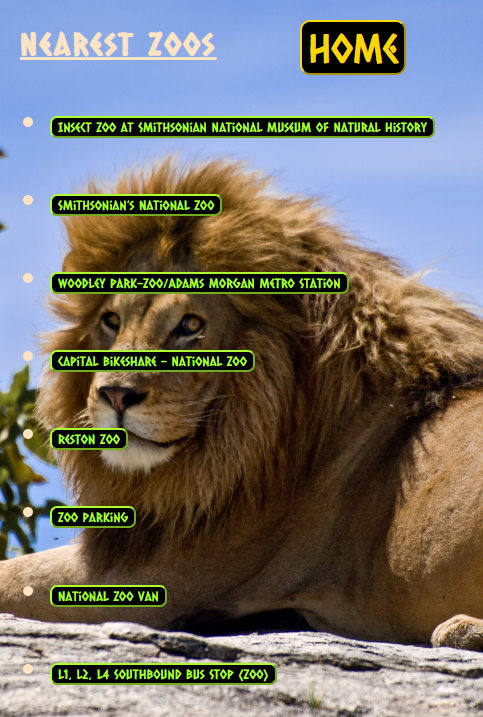 NEAREST ZOOS
HOME
INSECT ZOO AT SMITHSONIAN NATIONAL MUSEUM OF NATURAL HISTORY
SMITHSONIAN'S NATIONAL ZOO
WOODLEY PARK-ZOO/ADAMS MORGAN METRO STATION
CAPITAL BIKESHARE - NATIONAL ZOO
RESTON ZOO
ZOO PARKING
NATIONAL ZOO VAN
L1, L2, L4 SOUTHBOUND BUS STOP (ZOO)